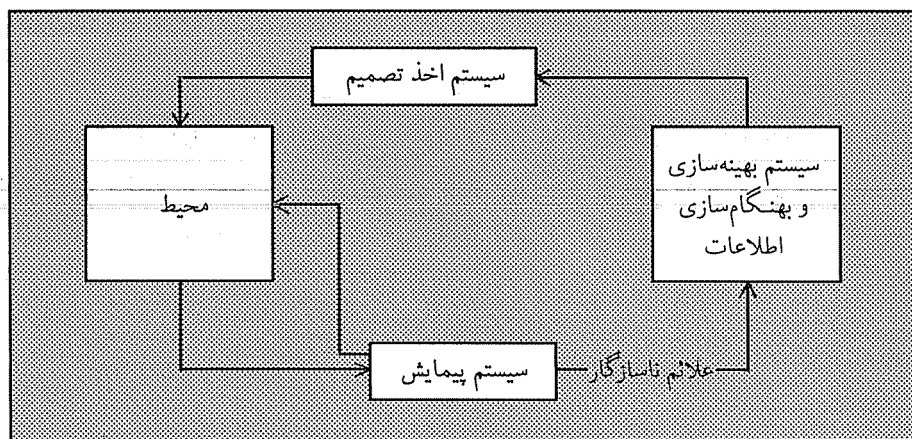 سیستم اخذ تصمیم
سیستم بهینه‌سازی
و بهنگام‌سازی
اطلاعات
محیط
سیستم پیمایش
علائم ناسازگار